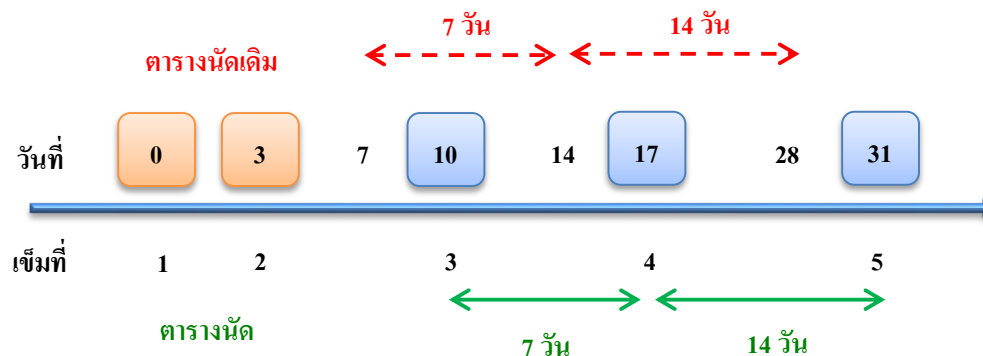 7 วัน 14 วัน
ตารางนัดเดิม
วันที่ 0 3 7 10 14 17 28 31
เข็มที่ 1 2 3 4 5
ตารางนัด
7 วัน 14 วัน